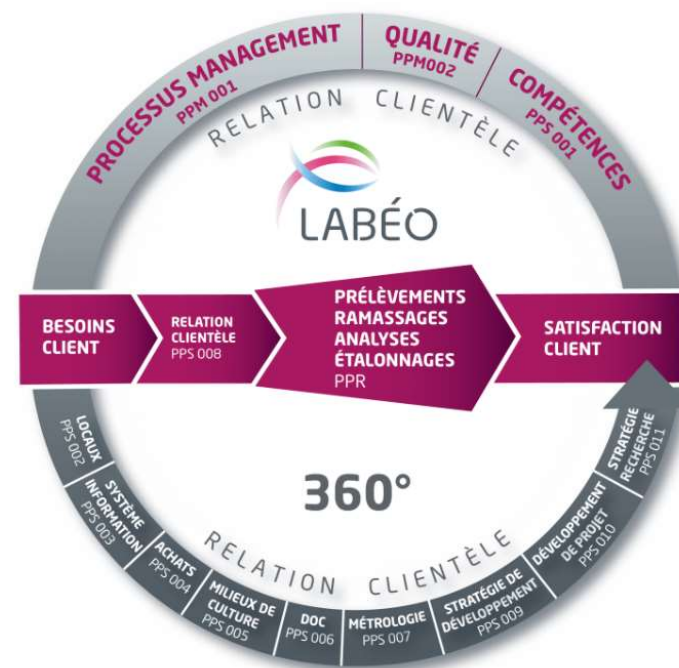 PROCESSUS MANAGEMENT
PPM 001
QUALITÉ
PPM002
COMPÉTENCES
PPS 001
RELATION CLIENTÈLE
LABÉO
BESOINS
CLIENT
RELATION
CLIENTÈLE
PPS 008
PRÉLÈVEMENTS
RAMASSAGES
ANALYSES
ÉTALONNAGES
PPR
SATISFACTION
CLIENT
360°
RELATION CLIENTÈLE
LOCAUX
PPS 002
SYSTÈME
INFORMATION
PPS 003
ACHATS
PPS 004
MILIEUX DE
CULTURE
PPS 005
DOC
PPS 006
MÉTROLOGIE
PPS 007
STRATÉGIE DE
DÉVELOPPEMENT
PPS 009
DÉVELOPPEMENT
DE PROJET
PPS 010
STRATÉGIE
RECHERCHE
PPS 011